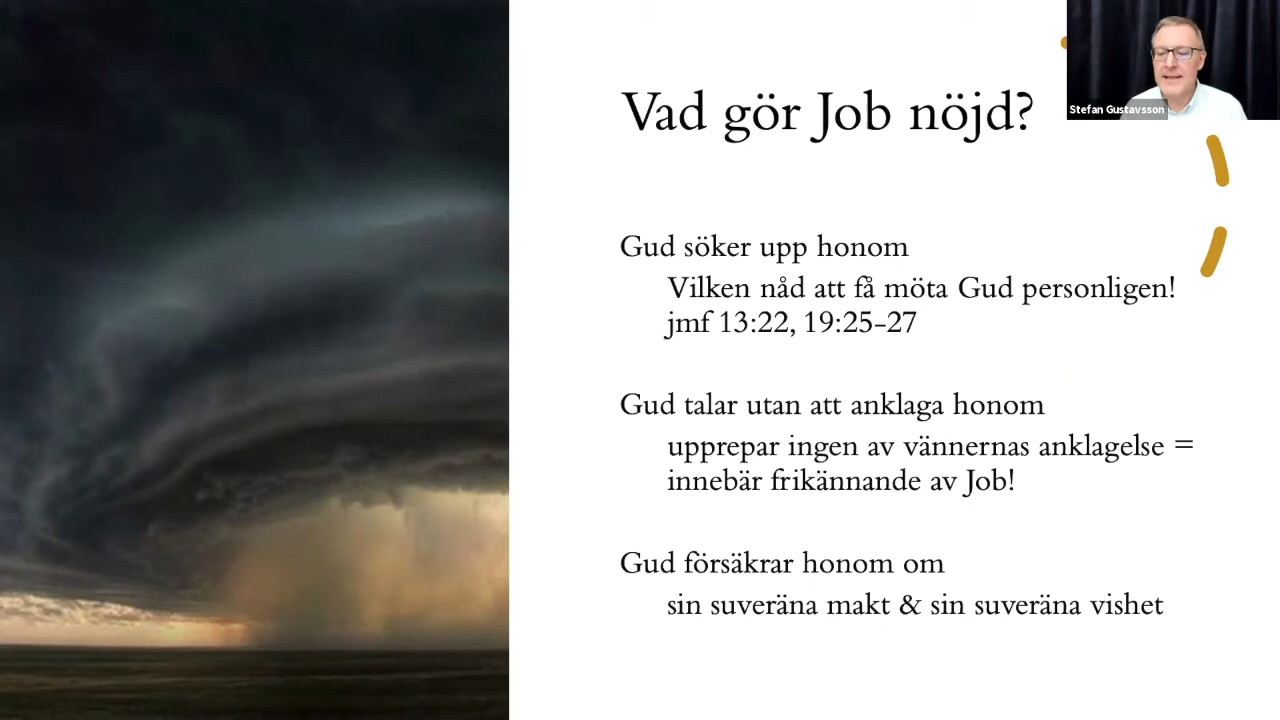 Vad gör Job nöjd?
Stefan Gustavsson
Gud söker upp honom
Vilken nåd att få möta Gud personligen!
jmf 13:22, 19:25-27
Gud talar utan att anklaga honom
upprepar ingen av vännernas anklagelse =
innebär frikännande av Job!
Gud försäkrar honom om
sin suveräna makt & sin suveräna vishet